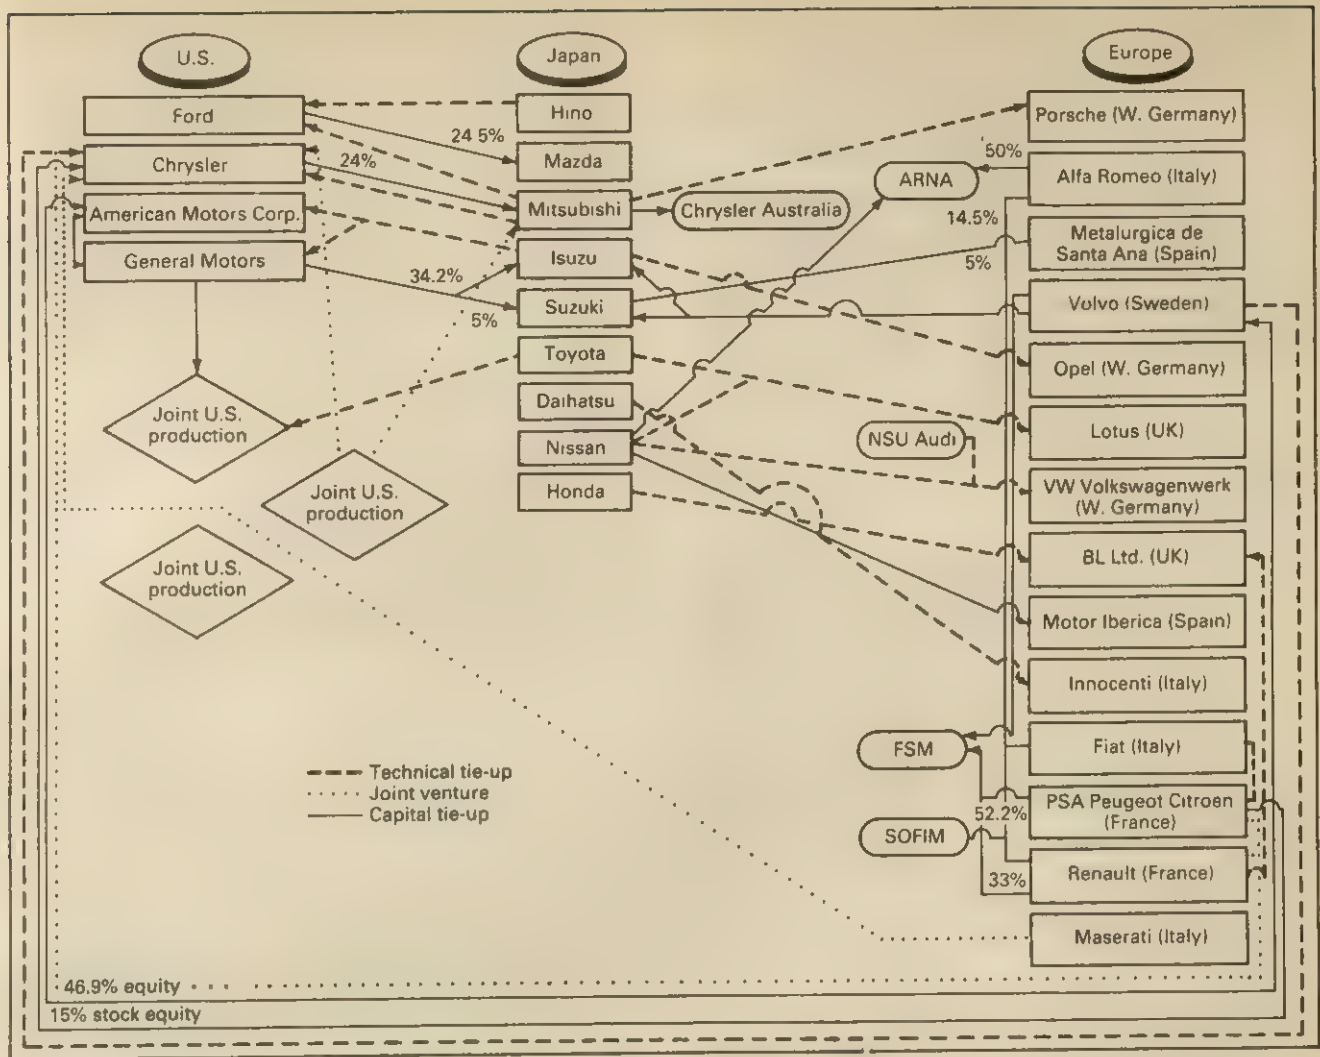 U.S.
Japan
Europe
Ford
Chrysler
American Motors Corp.
General Motors
Joint U.S.
production
Joint U.S.
production
Joint U.S.
production
24 5%
24%
34.2%
5%
Hino
Mazda
Mitsubishi
Isuzu
Suzuki
Toyota
Daihatsu
Nissan
Honda
Chrysler Australia
ARNA
NSU Audi
FSM
SOFIM
50%
14.5%
5%
52.2%
33%
Porsche (W. Germany)
Alfa Romeo (Italy)
Metalurgica de
Santa Ana (Spain)
Volvo (Sweden)
Opel (W. Germany)
Lotus (UK)
VW Volkswagenwerk
(W. Germany)
BL Ltd. (UK)
Motor Iberica (Spain)
Innocenti (Italy)
Fiat (Italy)
PSA Peugeot Citroen
(France)
Renault (France)
Maserati (Italy)
Technical tie-up
Joint venture
Capital tie-up
46.9% equity
15% stock equity